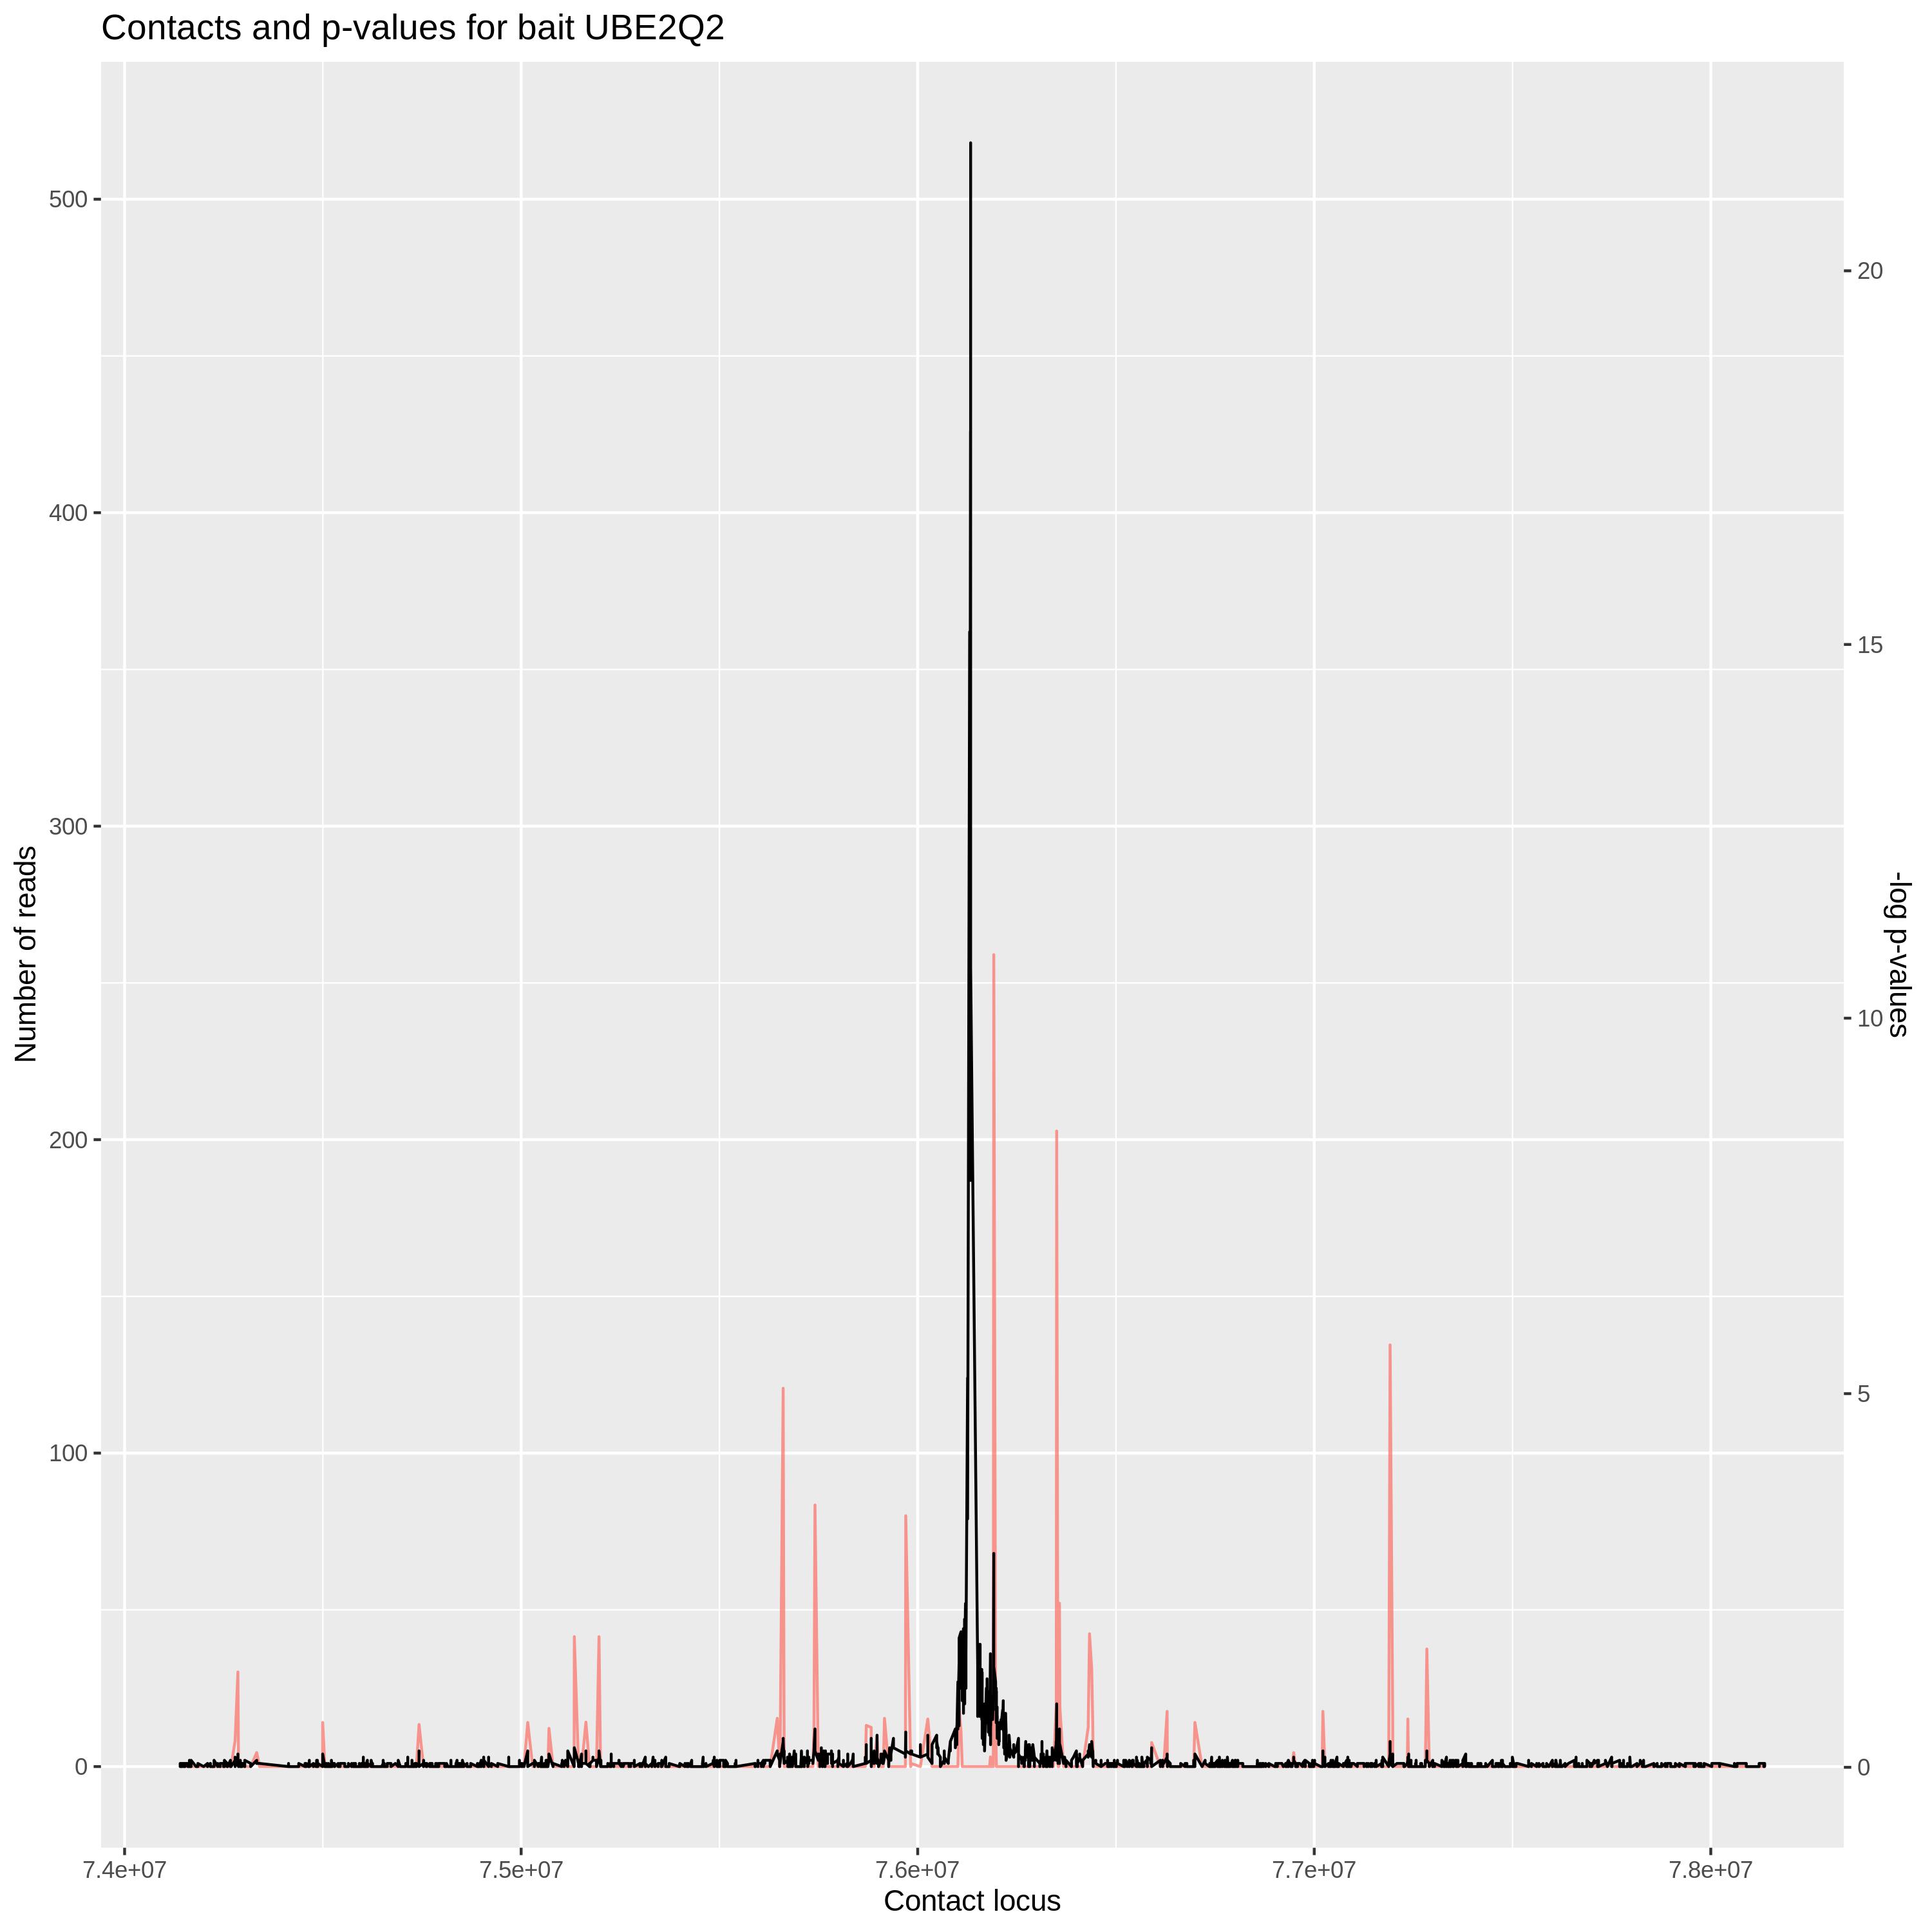 Contacts and p-values for bait UBE2Q2
500
400
300
200
100
0
Number of reads
20
15
10
5
0
-log p-values
7.4e+07
7.5e+07
7.6e+07
7.7e+07
7.8e+07
Contact locus